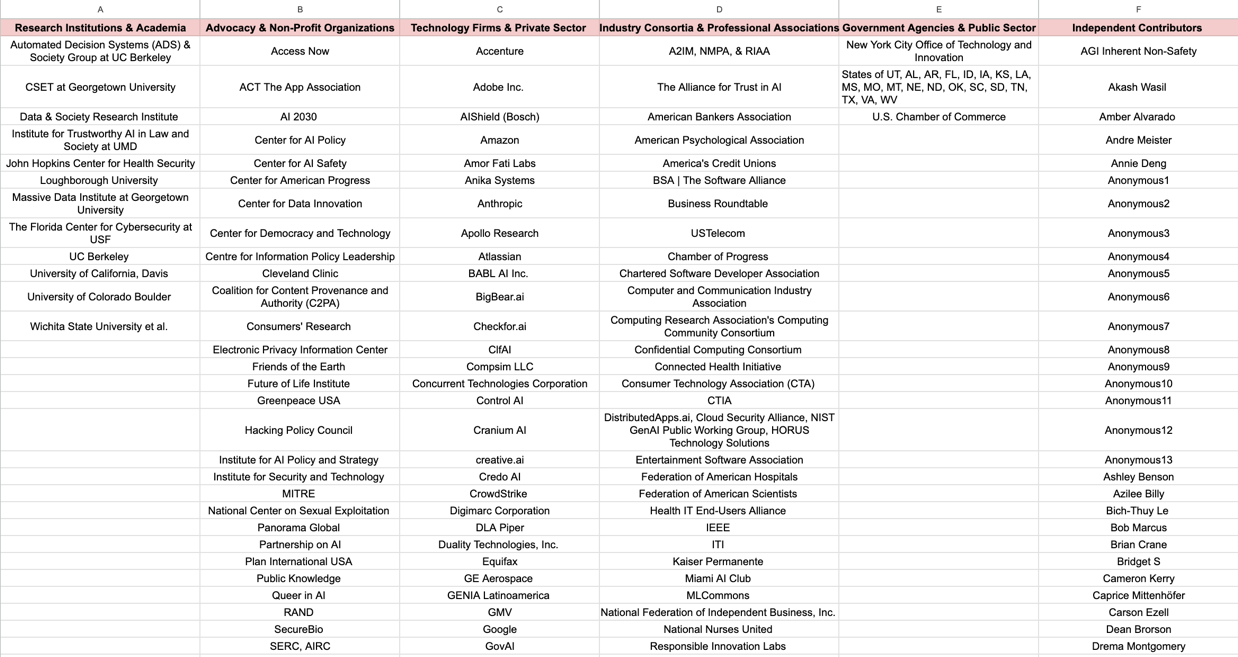 A B C D E F
Research Institutions & Academia Advocacy & Non-Profit Organizations Technology Firms & Private Sector Industry Consortia & Professional Associations Government Agencies & Public Sector Independent Contributors
Automated Decision Systems (ADS) &
Society Group at UC Berkeley
Access Now
Accenture
A2IM, NMPA, & RIAA
New York City Office of Technology and
Innovation
AGI Inherent Non-Safety
CSET at Georgetown University
ACT The App Association
Adobe Inc.
The Alliance for Trust in AI
States of UT, AL, AR, FL, ID, IA, KS, LA,
MS, MO, MT, NE, ND, OK, SC, SD, TN,
TX, VA, WV
Akash Wasil
Data & Society Research Institute AI 2030 AIShield (Bosch) American Bankers Association U.S. Chamber of Commerce Amber Alvarado
Institute for Trustworthy AI in Law and
Society at UMD
Center for AI Policy
Amazon
American Psychological Association
Andre Meister
John Hopkins Center for Health Security Center for AI Safety Amor Fati Labs America's Credit Unions Annie Deng
Loughborough University Center for American Progress Anika Systems BSA | The Software Alliance Anonymous1
Massive Data Institute at Georgetown
University
Center for Data Innovation
Anthropic
Business Roundtable
Anonymous2
The Florida Center for Cybersecurity at
USF
Center for Democracy and Technology
Apollo Research
USTelecom
Anonymous3
UC Berkeley Centre for Information Policy Leadership Atlassian Chamber of Progress Anonymous4
University of California, Davis Cleveland Clinic BABL AI Inc. Chartered Software Developer Association Anonymous5
University of Colorado Boulder
Coalition for Content Provenance and
Authority (C2PA)
BigBear.ai
Computer and Communication Industry
Association
Anonymous6
Wichita State University et al.
Consumers' Research
Checkfor.ai
Computing Research Association's Computing
Community Consortium
Anonymous7
Electronic Privacy Information Center ClfAI Confidential Computing Consortium Anonymous8
Friends of the Earth Compsim LLC Connected Health Initiative Anonymous9
Future of Life Institute Concurrent Technologies Corporation Consumer Technology Association (CTA) Anonymous10
Greenpeace USA Control AI CTIA Anonymous11
Hacking Policy Council
Cranium AI
DistributedApps.ai, Cloud Security Alliance, NIST
GenAI Public Working Group, HORUS
Technology Solutions
Anonymous12
Institute for AI Policy and Strategy creative.ai Entertainment Software Association Anonymous13
Institute for Security and Technology Credo AI Federation of American Hospitals Ashley Benson
MITRE CrowdStrike Federation of American Scientists Azilee Billy
National Center on Sexual Exploitation Digimarc Corporation Health IT End-Users Alliance Bich-Thuy Le
Panorama Global DLA Piper IEEE Bob Marcus
Partnership on AI Duality Technologies, Inc. ITI Brian Crane
Plan International USA Equifax Kaiser Permanente Bridget S
Public Knowledge GE Aerospace Miami AI Club Cameron Kerry
Queer in AI GENIA Latinoamerica MLCommons Caprice Mittenhöfer
RAND GMV National Federation of Independent Business, Inc. Carson Ezell
SecureBio Google National Nurses United Dean Brorson
SERC, AIRC GovAI Responsible Innovation Labs Drema Montgomery